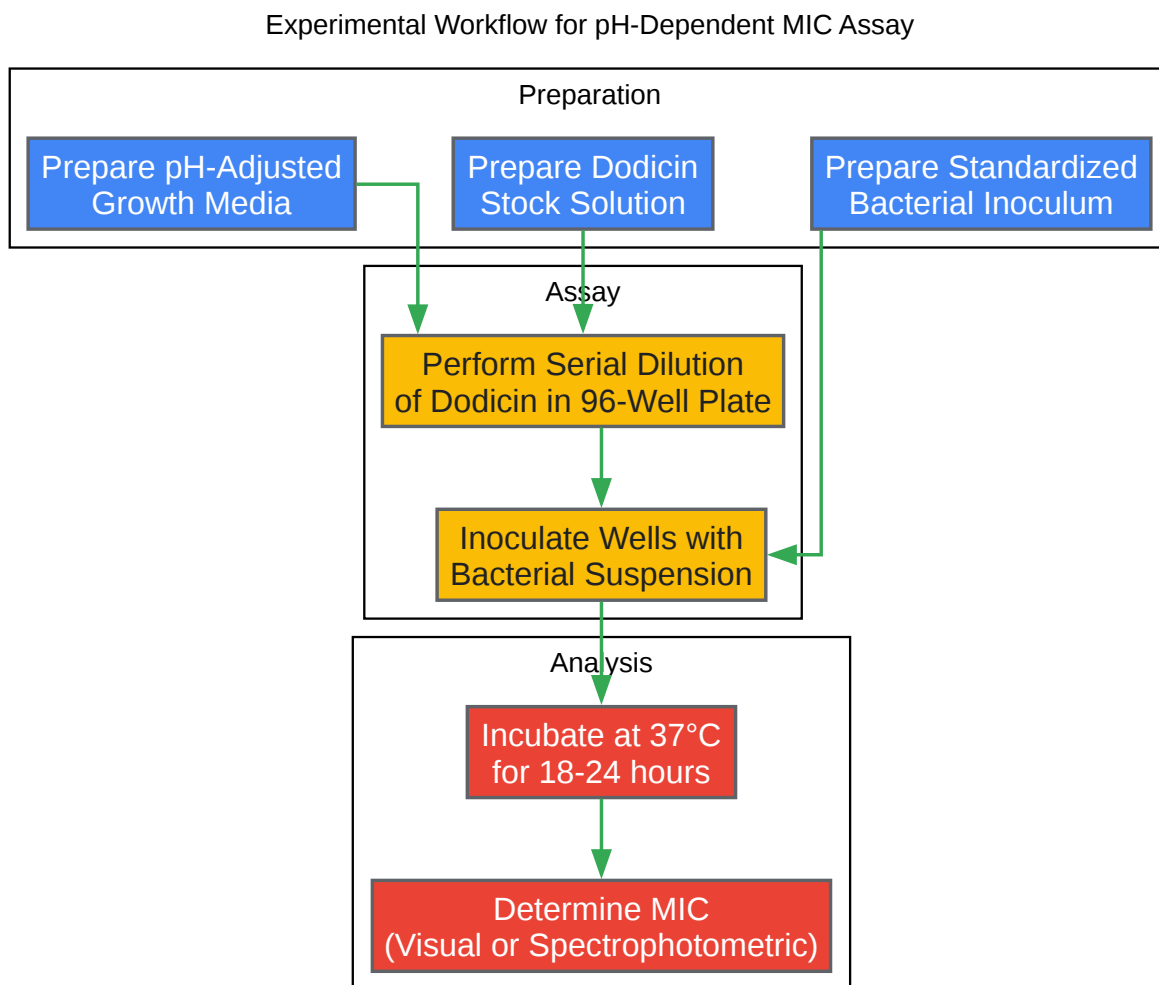 Experimental Workflow for pH-Dependent MIC Assay
Preparation
Prepare pH-Adjusted
Growth Media
Prepare Dodicin
Stock Solution
Prepare Standardized
Bacterial Inoculum
Assay
Perform Serial Dilution
of Dodicin in 96-Well Plate
Inoculate Wells with
Bacterial Suspension
Analysis
Incubate at 37°C
for 18-24 hours
Determine MIC
(Visual or Spectrophotometric)